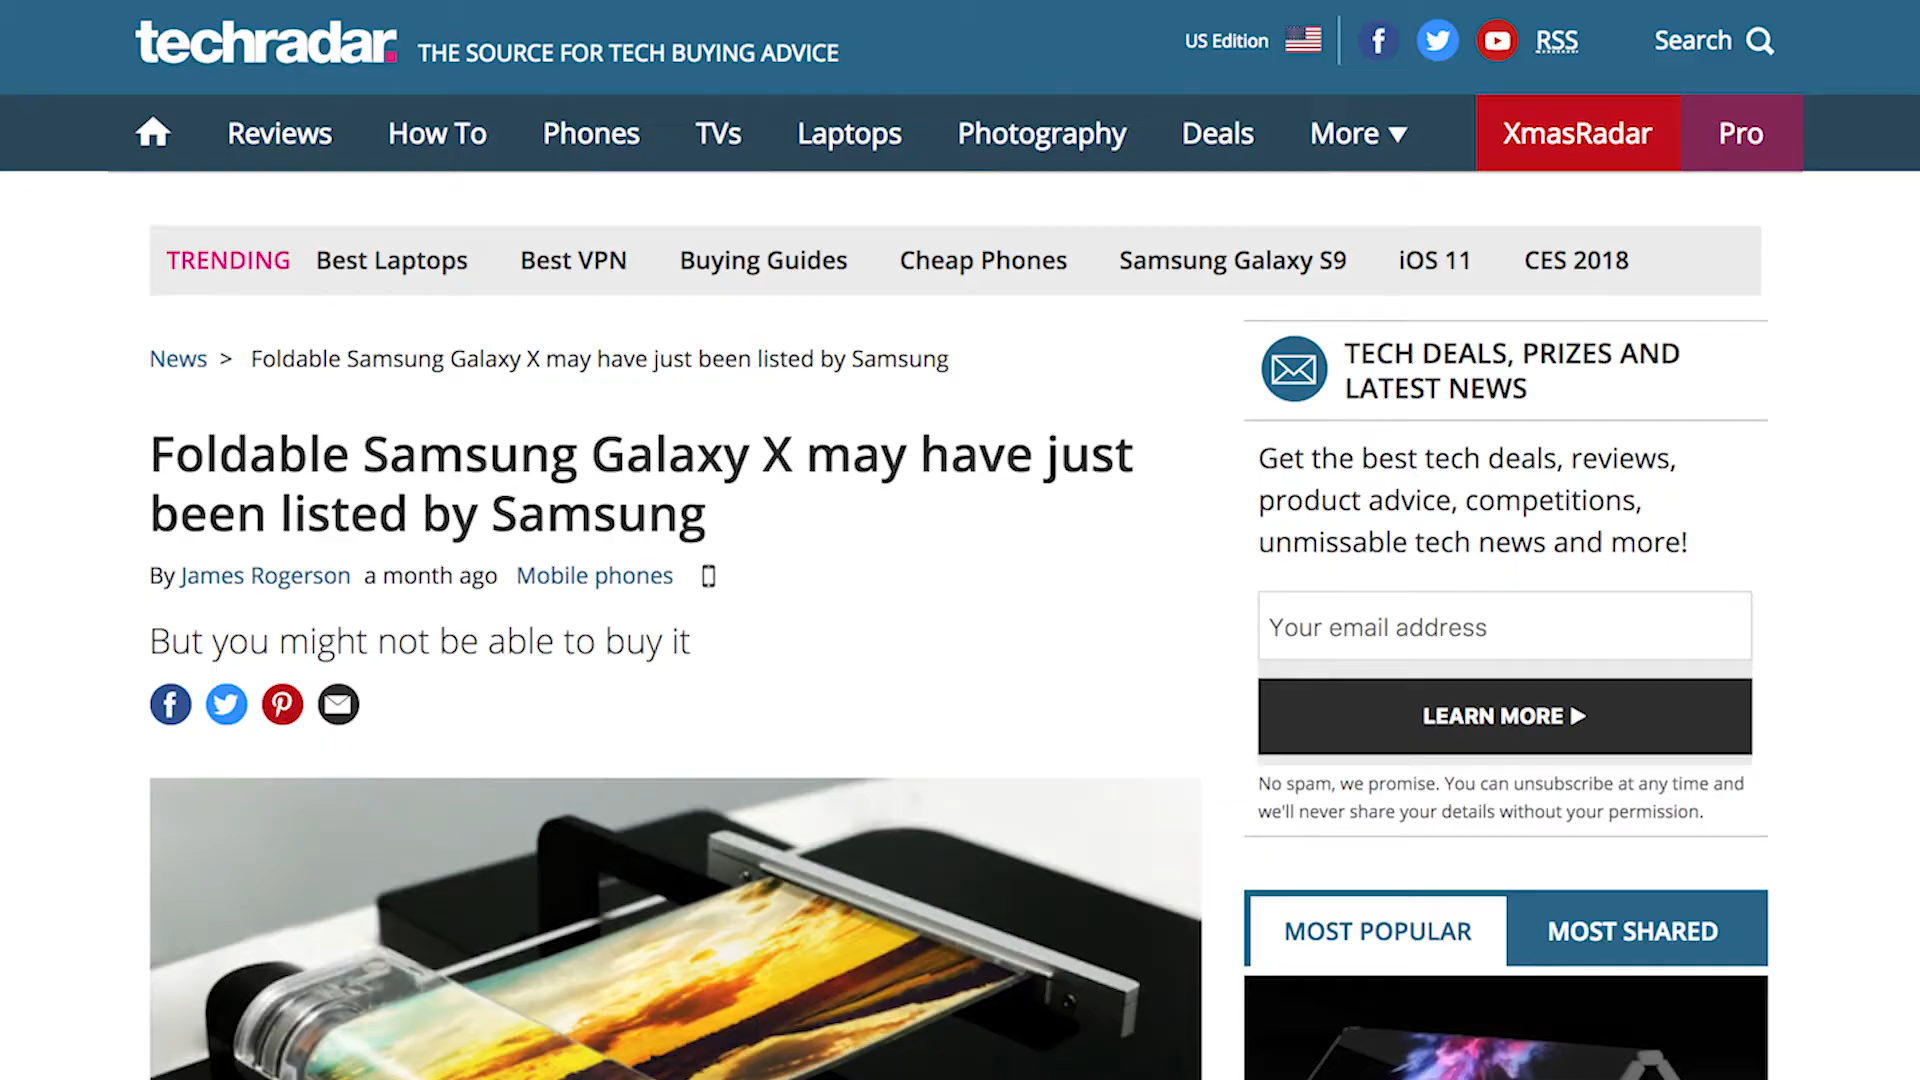 techradar. THE SOURCE FOR TECH BUYING ADVICE
US Edition
RSS
Search
Reviews How To Phones TVs Laptops Photography Deals More XmasRadar Pro
TRENDING Best Laptops Best VPN Buying Guides Cheap Phones Samsung Galaxy S9 iOS 11 CES 2018
News > Foldable Samsung Galaxy X may have just been listed by Samsung
Foldable Samsung Galaxy X may have just
been listed by Samsung
By James Rogerson a month ago Mobile phones
But you might not be able to buy it
TECH DEALS, PRIZES AND
LATEST NEWS
Get the best tech deals, reviews,
product advice, competitions,
unmissable tech news and more!
Your email address
LEARN MORE
No spam, we promise. You can unsubscribe at any time and
we'll never share your details without your permission.
MOST POPULAR MOST SHARED